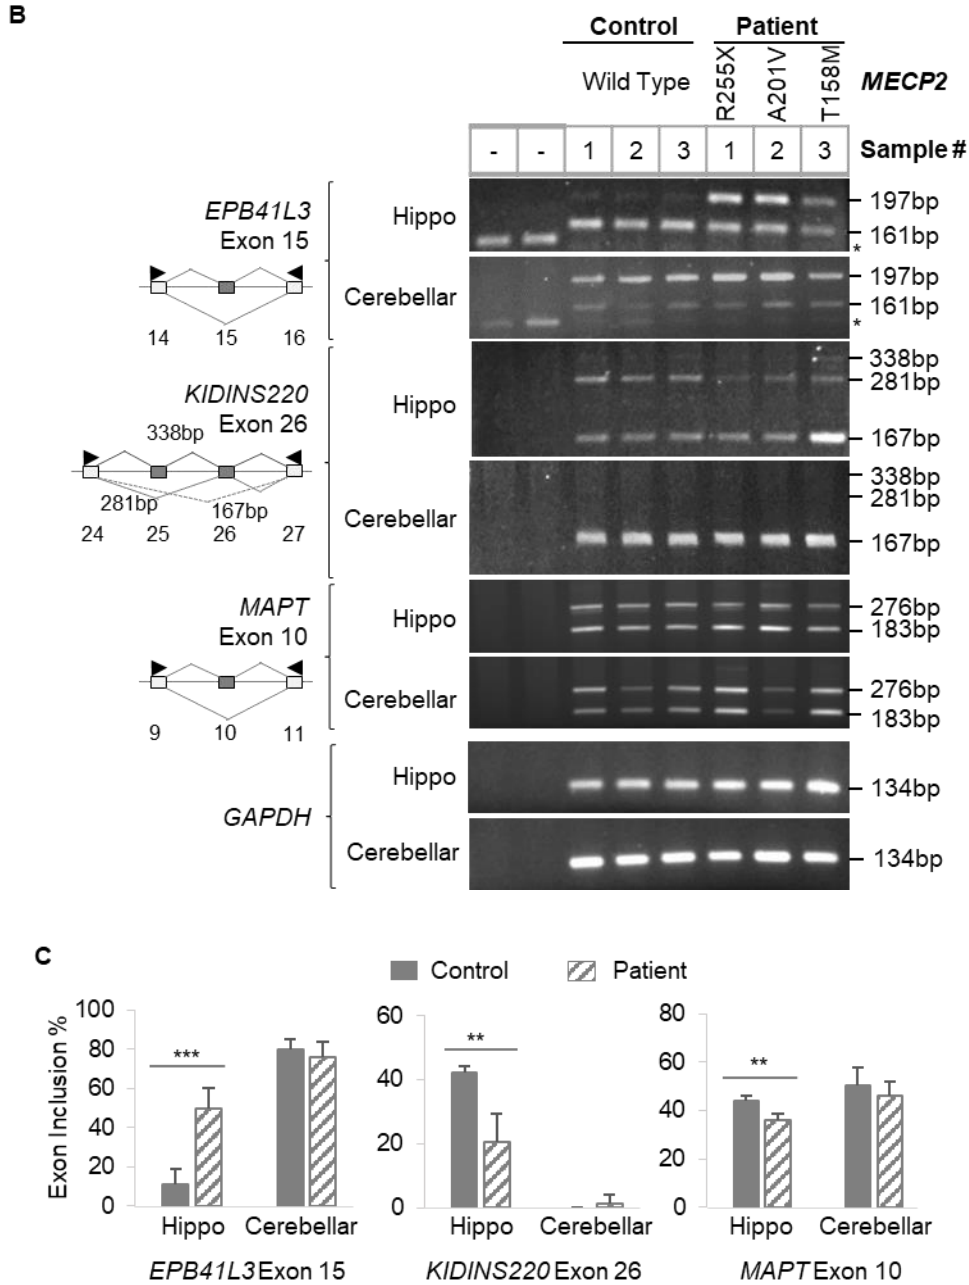 B
Control Patient
Wild Type R255X A201V T158M MECP2
- - 1 2 3 1 2 3 Sample #
EPB41L3
Exon 15
Hippo
197bp
161bp
*
14 15 16
Cerebellar
197bp
161bp
*
KIDINS220
Exon 26
338bp
281bp
167bp
24 25 26 27
Hippo
338bp
281bp
167bp
Cerebellar
338bp
281bp
167bp
MAPT
Exon 10
9 10 11
Hippo
276bp
183bp
Cerebellar
276bp
183bp
GAPDH
Hippo
134bp
Cerebellar
134bp
C
Control Patient
Exon Inclusion %
100
80
60
40
20
0
***
Hippo Cerebellar
EPB41L3 Exon 15
60
40
20
0
**
Hippo Cerebellar
KIDINS220 Exon 26
80
60
40
20
0
**
Hippo Cerebellar
MAPT Exon 10